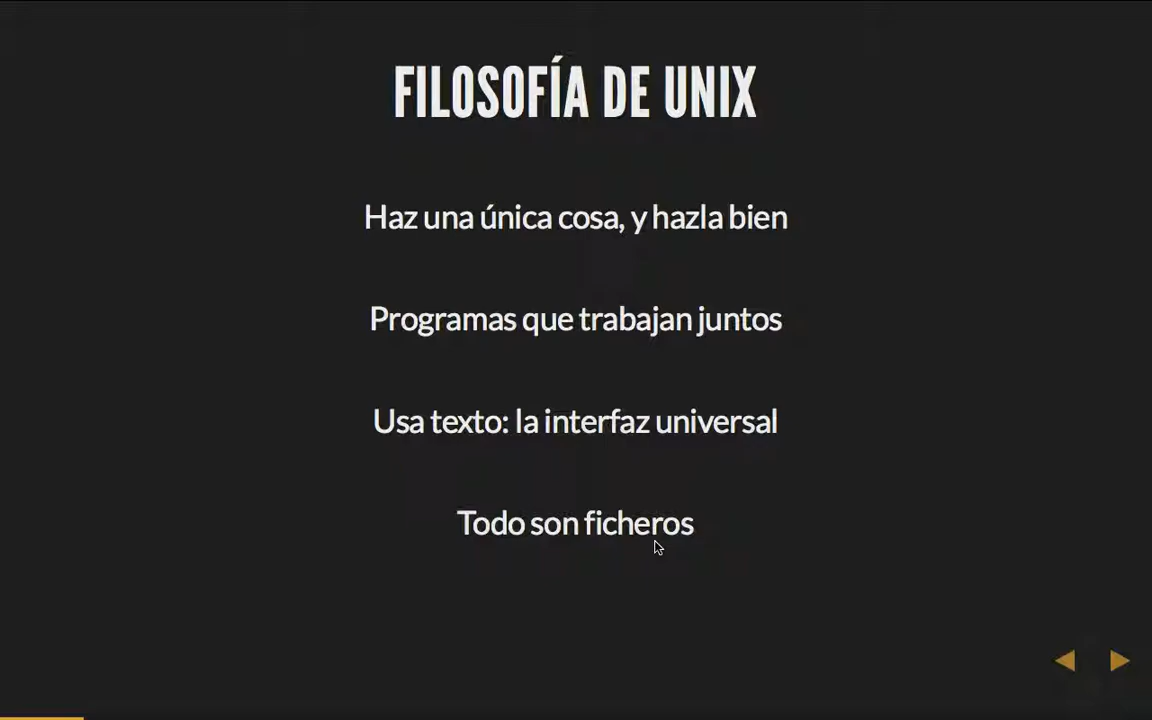 FILOSOFÍA DE UNIX
Haz una única cosa, y hazla bien
Programas que trabajan juntos
Usa texto: la interfaz universal
Todo son ficheros